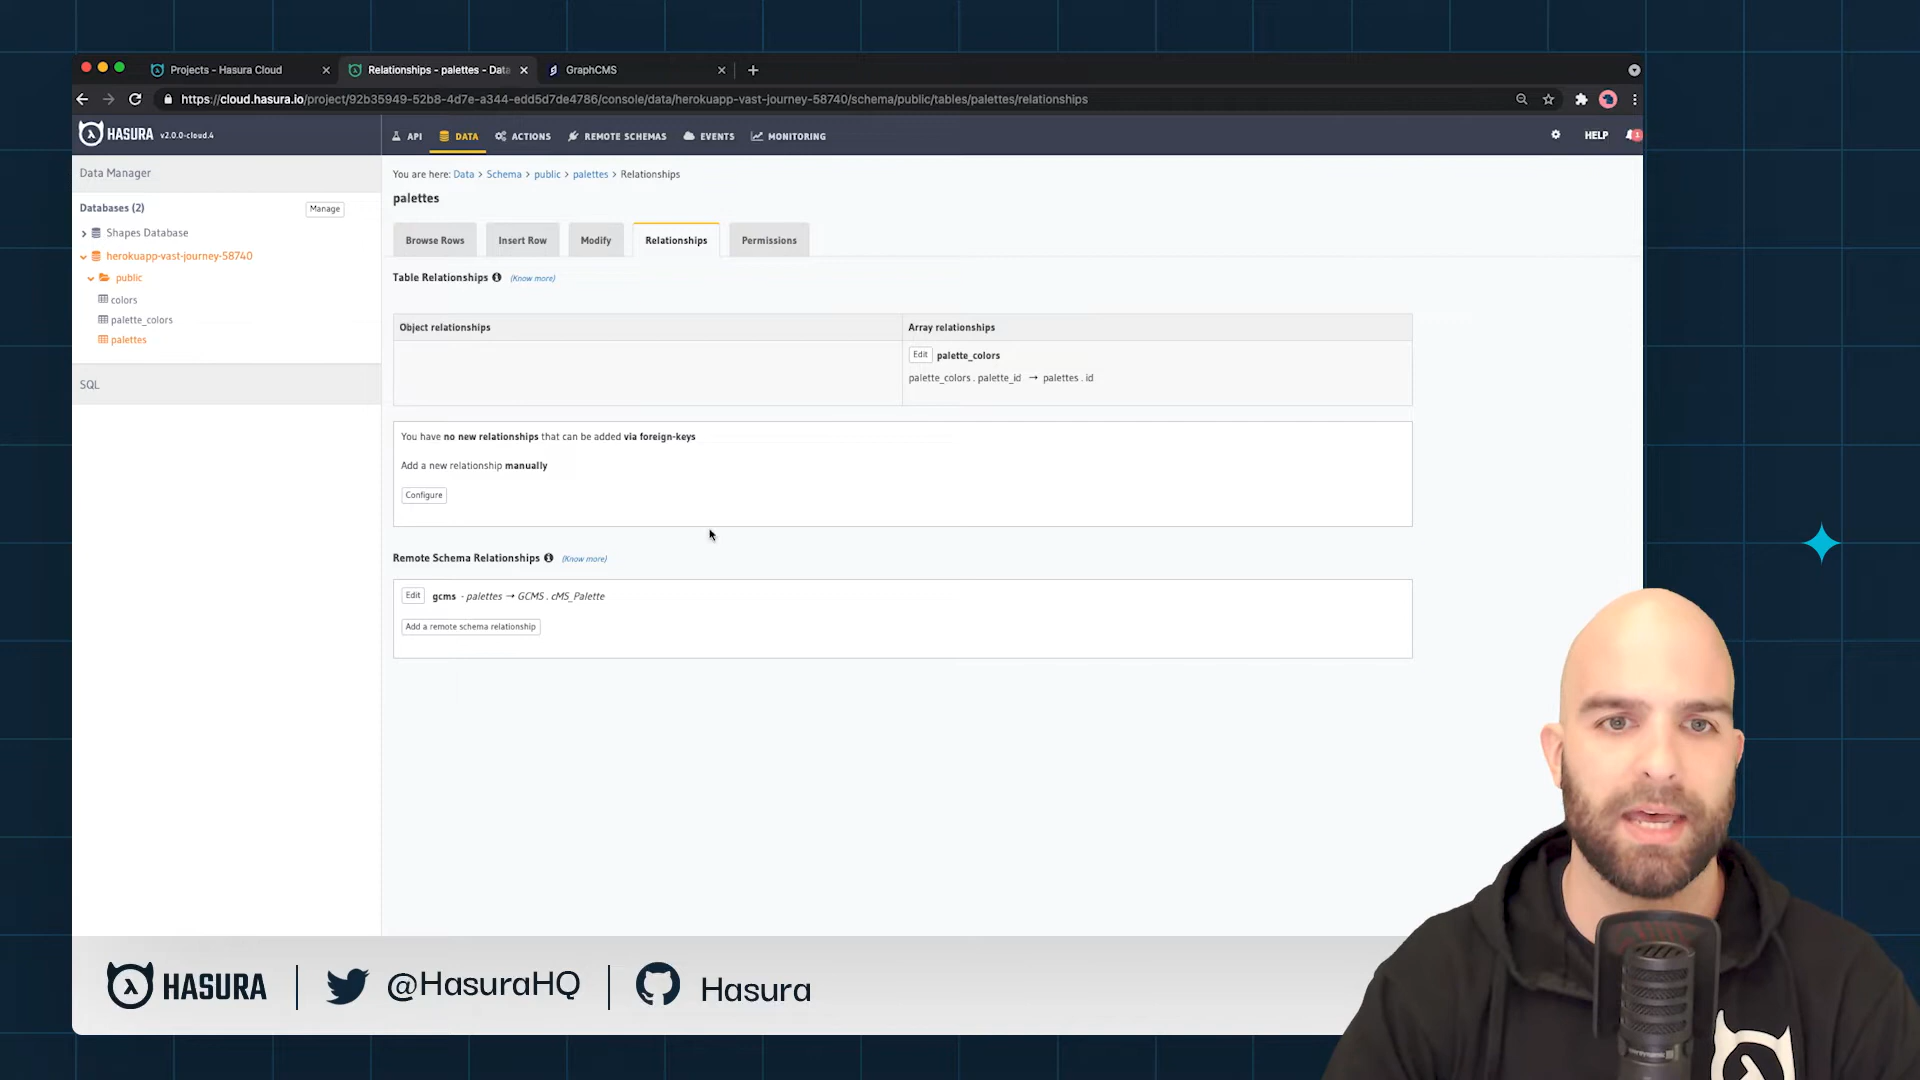 Projects - Hasura Cloud
Relationships - palettes - Data
GraphCMS
https://cloud.hasura.io/project/92b35949-52b8-4d7e-a344-edd5d7de4786/console/data/herokuapp-vast-journey-58740/schema/public/tables/palettes/relationships
HASURA v2.0.0-cloud.4
API
DATA
ACTIONS
REMOTE SCHEMAS
EVENTS
MONITORING
HELP
1
Data Manager
Databases (2)
Manage
Shapes Database
herokuapp-vast-journey-58740
public
colors
palette_colors
palettes
SQL
You are here: Data > Schema > public > palettes > Relationships
palettes
Browse Rows
Insert Row
Modify
Relationships
Permissions
Table Relationships (Know more)
Object relationships
Array relationships
Edit palette_colors
palette_colors . palette_id → palettes . id
You have no new relationships that can be added via foreign-keys
Add a new relationship manually
Configure
Remote Schema Relationships (Know more)
Edit gcms - palettes → GCMS . cMS_Palette
Add a remote schema relationship
HASURA
@HasuraHQ
Hasura